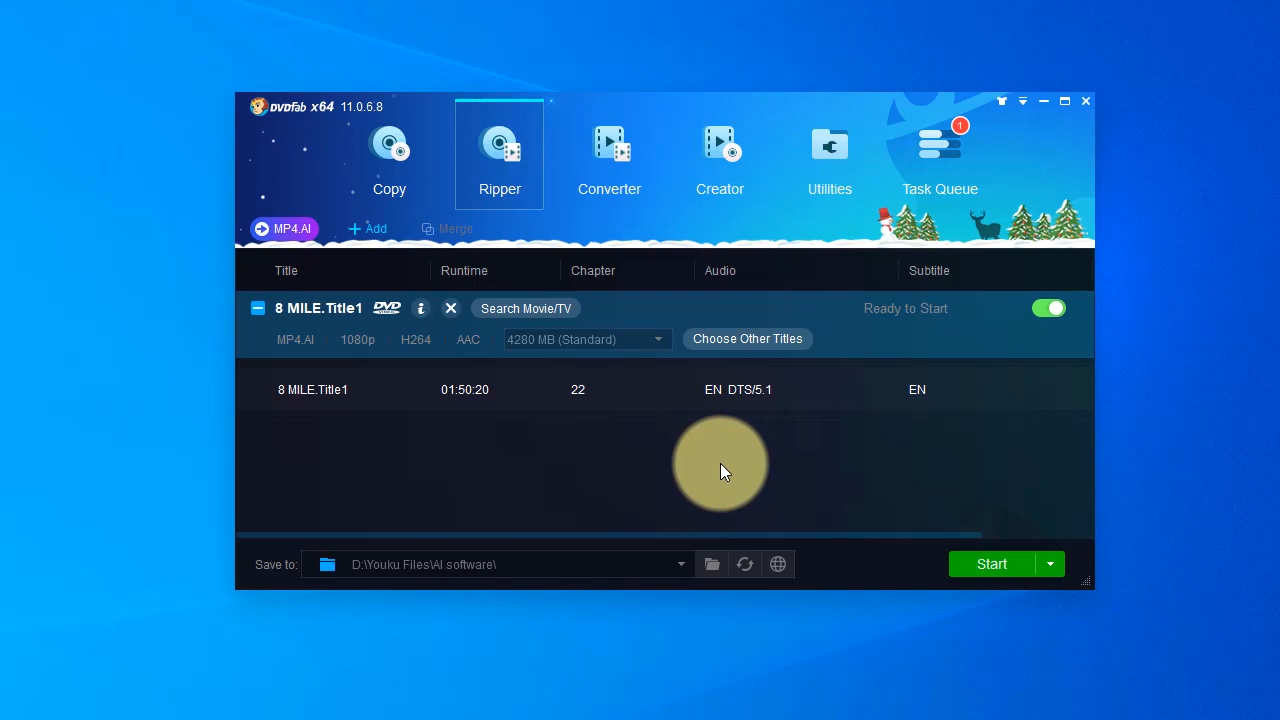 DVDFab x64 11.0.6.8
Copy
Ripper
Converter
Creator
Utilities
1
Task Queue
MP4.AI
Add
Merge
Title Runtime Chapter Audio Subtitle
8 MILE.Title1 DVD i Search Movie/TV Ready to Start
MP4.AI 1080p H264 AAC 4280 MB (Standard) Choose Other Titles
8 MILE.Title1 01:50:20 22 EN DTS/5.1 EN
Save to: D:\Youku Files\AI software\ Start